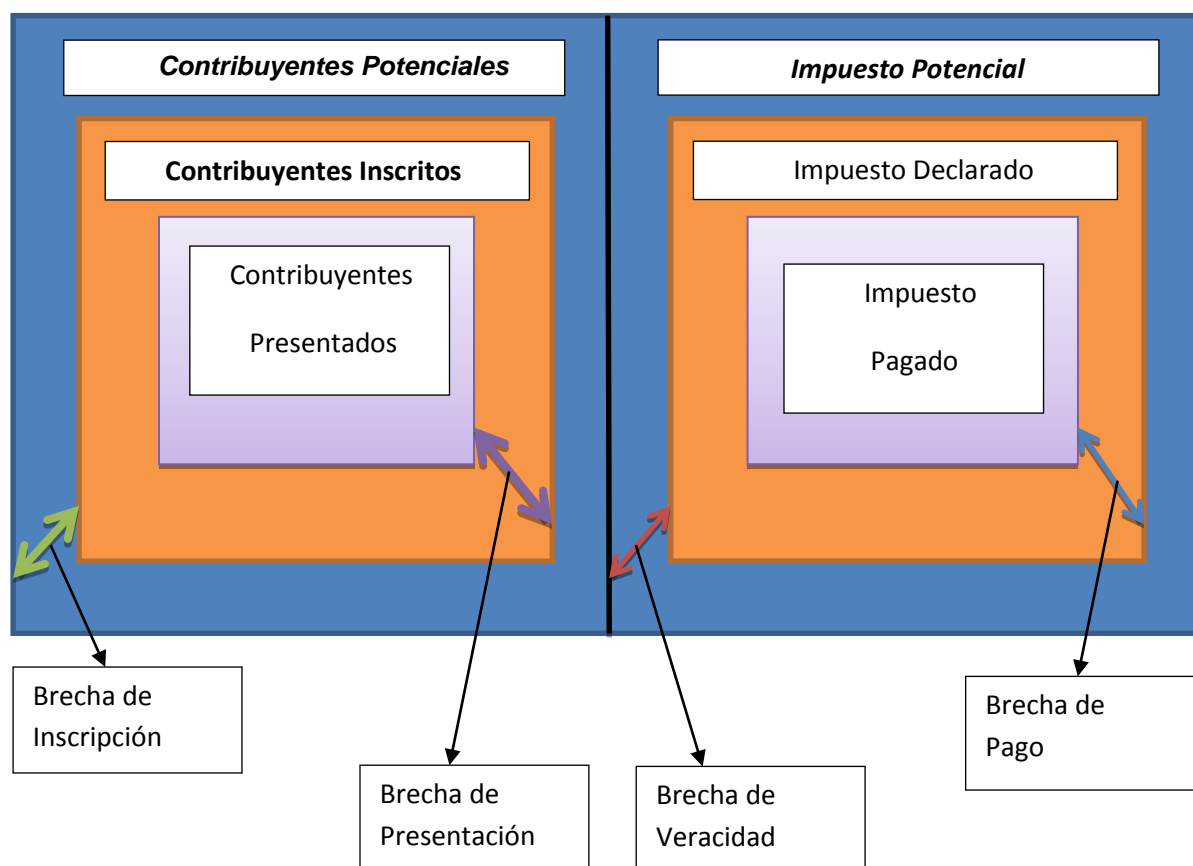 Contribuyentes Potenciales
Impuesto Potencial
Contribuyentes Inscritos
Impuesto Declarado
Contribuyentes
Presentados
Impuesto
Pagado
Brecha de
Inscripción
Brecha de
Presentación
Brecha de
Veracidad
Brecha de
Pago